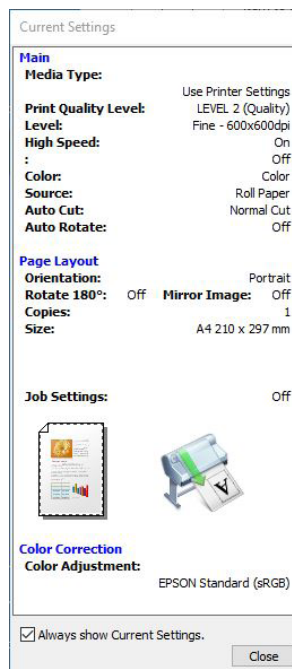 Current Settings
Main
Media Type:
Use Printer Settings
Print Quality Level: LEVEL 2 (Quality)
Level: Fine - 600x600dpi
High Speed: On
: Off
Color: Color
Source: Roll Paper
Auto Cut: Normal Cut
Auto Rotate: Off
Page Layout
Orientation: Portrait
Rotate 180°: Off Mirror Image: Off
Copies: 1
Size: A4 210 x 297 mm
Job Settings: Off
A
Color Correction
Color Adjustment:
EPSON Standard (sRGB)
Always show Current Settings.
Close